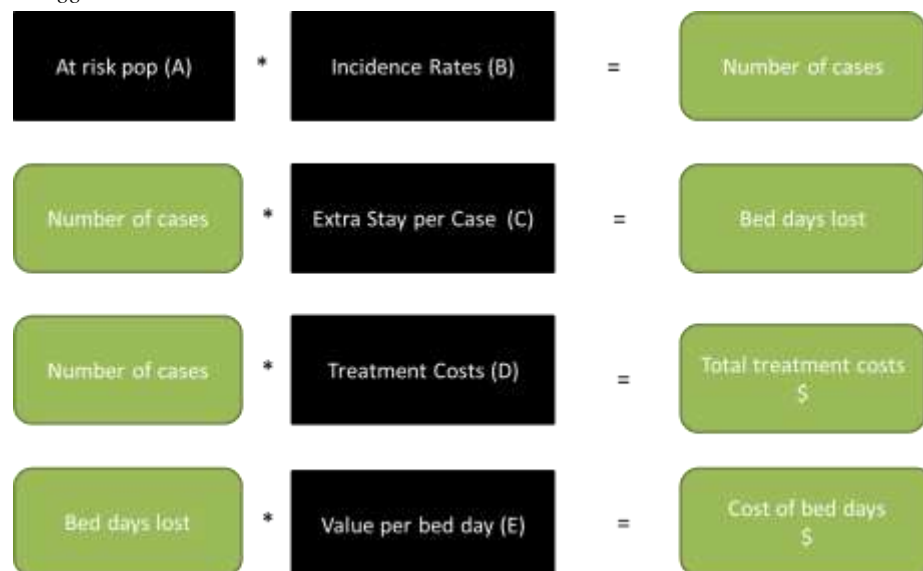 At risk pop (A) * Incidence Rates (B) = Number of cases
Number of cases * Extra Stay per Case (C) = Bed days lost
Number of cases * Treatment Costs (D) = Total treatment costs
$
Bed days lost * Value per bed day (E) = Cost of bed days
$